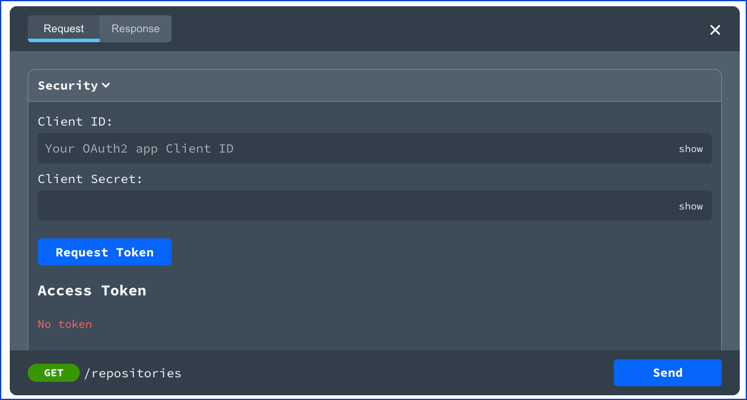 Request Response
Security
Client ID:
Your OAuth2 app Client ID show
Client Secret:
show
Request Token
Access Token
No token
GET /repositories Send